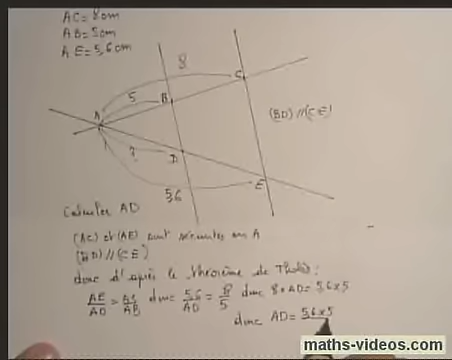 AC = 8cm
AB = 5cm
AE = 5,6cm
8
5
A
B
C
(BD) // (CE)
?
D
E
5,6
Calculer AD
(AC) et (AE) sont sécantes en A
(BD) // (CE)
donc d'après le théorème de Thalès :
AE/AD = AC/AB donc 5,6/AD = 8/5 donc 8 × AD = 5,6 × 5
donc AD = 5,6 × 5
maths-videos.com